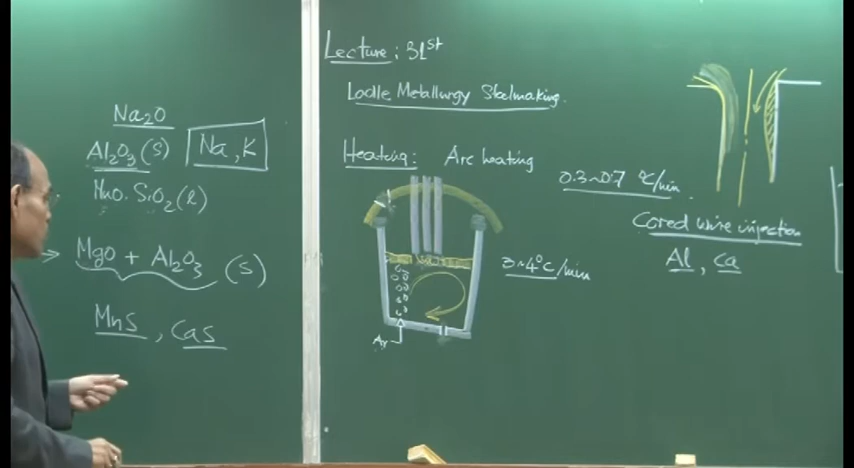 Na₂O
Al₂O₃(s) Na, K
MnO. SiO₂(l)
MgO + Al₂O₃ (s)
MnS, CaS
Lecture: 31st
Ladle Metallurgy Steelmaking.
Heating: Arc heating
3~4°C/min
Ar
0.3~0.7 °C/min.
Cored wire injection
Al, Ca